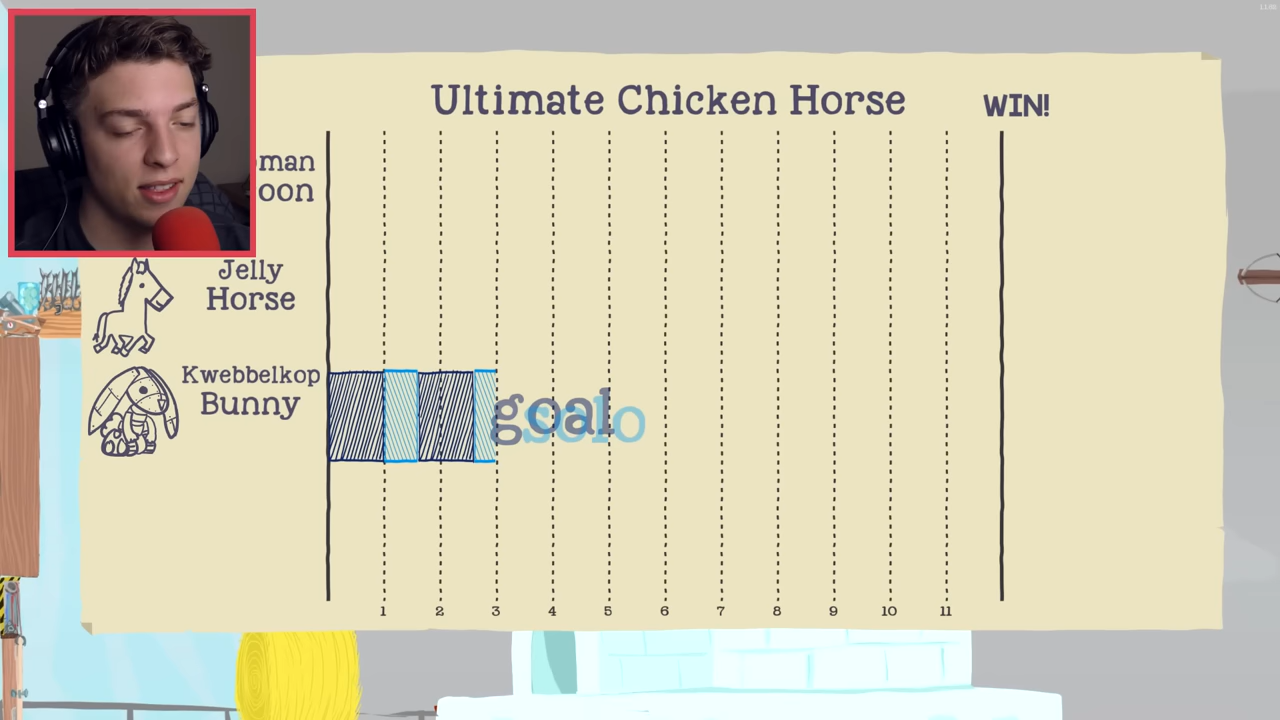 Ultimate Chicken Horse
WIN!
man
oon
Jelly
Horse
Kwebbelkop
Bunny
goal
solo
1 2 3 4 5 6 7 8 9 10 11